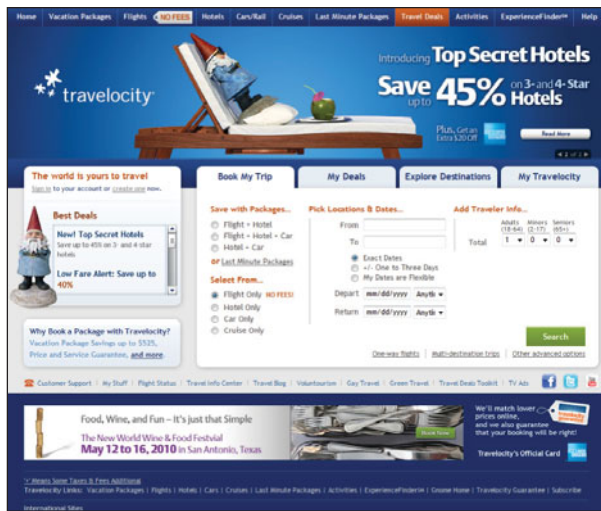 Home Vacation Packages Flights NO FEES Hotels Cars/Rail Cruises Last Minute Packages Travel Deals Activities ExperienceFinder℠ Help
travelocity
Introducing Top Secret Hotels
Save up to 45% on 3- and 4-Star Hotels
Plus, Get an Extra $20 Off
Read More
The world is yours to travel
Sign in to your account or create one now.
Best Deals
New! Top Secret Hotels
Save up to 45% on 3- and 4 star hotels
Low Fare Alert: Save up to 40%
Why Book a Package with Travelocity?
Vacation Package Savings up to $525,
Price and Service Guarantee, and more.
Book My Trip My Deals Explore Destinations My Travelocity
Save with Packages...
Flight + Hotel
Flight + Hotel + Car
Hotel + Car
or Last Minute Packages
Select From...
Flight Only NO FEES!
Hotel Only
Car Only
Cruise Only
Pick Locations & Dates...
From
To
Exact Dates
+/- One to Three Days
My Dates are Flexible
Depart mm/dd/yyyy Anytim
Return mm/dd/yyyy Anytim
Add Traveler Info...
Adults (18-64) Minors (2-17) Seniors (65+)
Total 1 0 0
Search
One-way flights | Multi-destination trips | Other advanced options
Customer Support | My Stuff | Flight Status | Travel Info Center | Travel Blog | Voluntourism | Gay Travel | Green Travel | Travel Deals Toolkit | TV Ads
Food, Wine, and Fun – It's just that Simple
The New World Wine & Food Festvial
May 12 to 16, 2010 in San Antonio, Texas
Book Now
We'll match lower
prices online,
and we also guarantee
that your booking will be right!
Travelocity's Official Card
Means Some Taxes & Fees Additional
Travelocity Links: Vacation Packages | Flights | Hotels | Cars | Cruises | Last Minute Packages | Activities | ExperienceFinder | Gnome Home | Travelocity Guarantee | Subscribe
International Sites